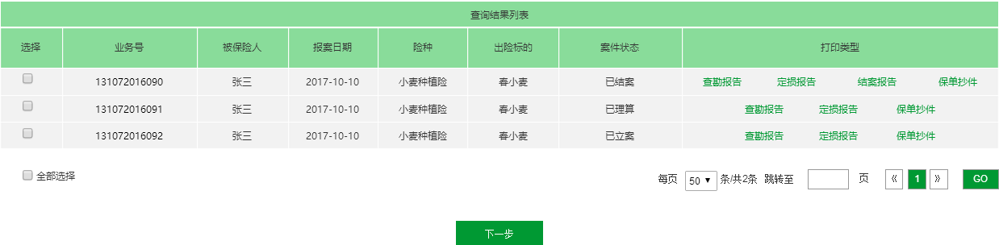 查询结果列表
选择 业务号 被保险人 报案日期 险种 出险标的 案件状态 打印类型
131072016090 张三 2017-10-10 小麦种植险 春小麦 已结案 查勘报告 定损报告 结案报告 保单抄件
131072016091 张三 2017-10-10 小麦种植险 春小麦 已理算 查勘报告 定损报告 保单抄件
131072016092 张三 2017-10-10 小麦种植险 春小麦 已立案 查勘报告 定损报告 保单抄件
全部选择 每页 50 条/共2条 跳转至 页 《 1 》 GO
下一步